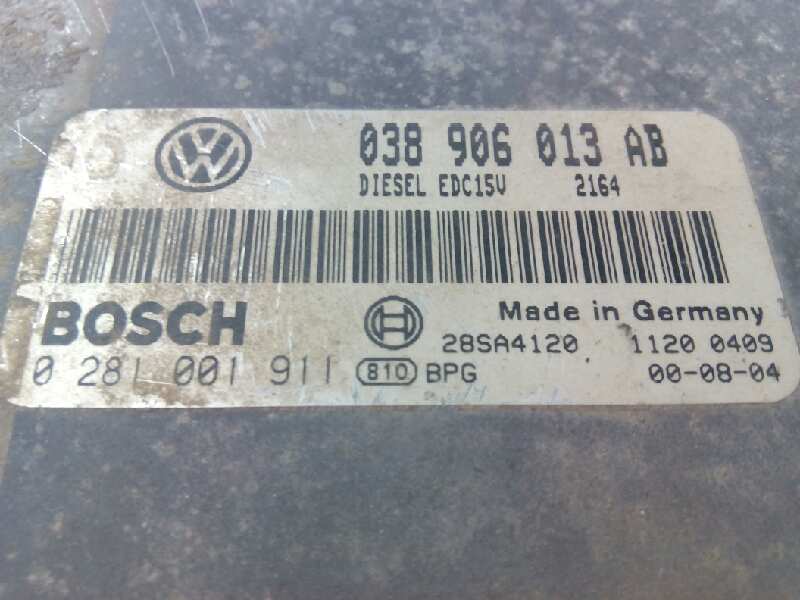 038 906 013 AB
DIESEL EDC15V 2164
BOSCH Made in Germany
28SA4120 1120 0409
0 281 001 911 810 BPG 00-08-04